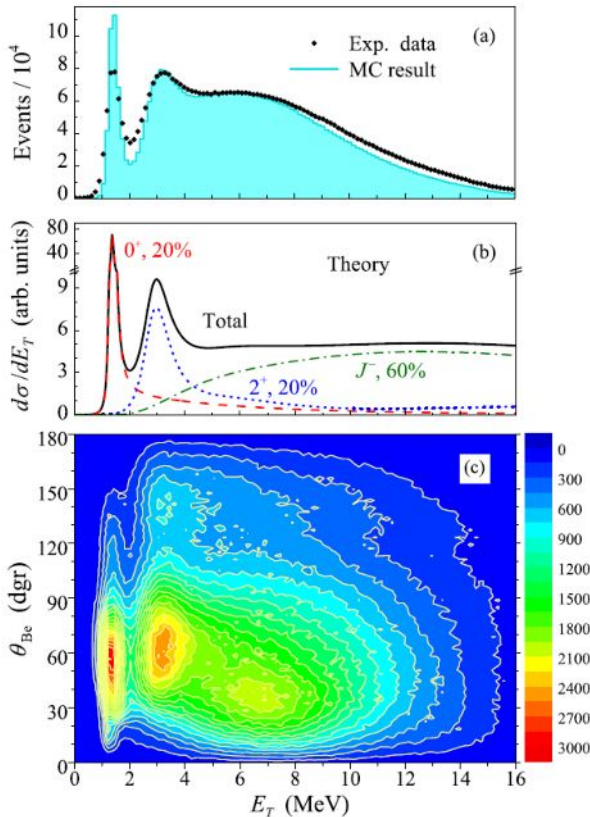 (a)
Exp. data
MC result
Events / 10⁴
10
8
6
4
2
0
(b)
Theory
0⁺, 20%
Total
J⁻, 60%
2⁺, 20%
dσ/dE_T (arb. units)
80
40
9
6
3
0
(c)
θ_Be (dgr)
180
150
120
90
60
30
0
0 2 4 6 8 10 12 14 16
E_T (MeV)
0
300
600
900
1200
1500
1800
2100
2400
2700
3000